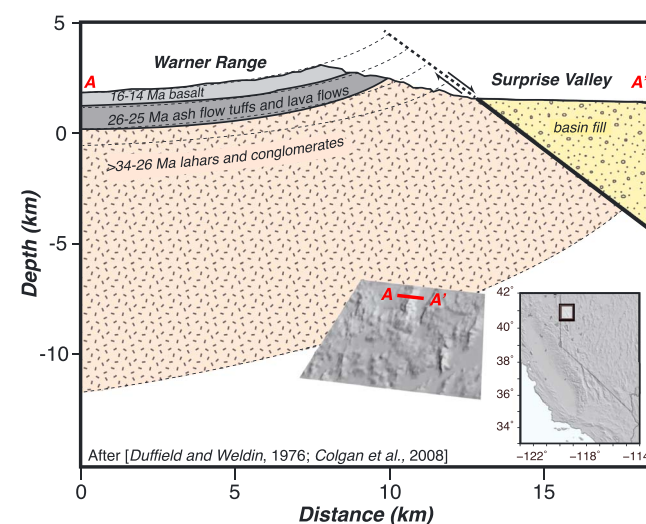 5
Warner Range
A
Surprise Valley
A'
16-14 Ma basalt
26-25 Ma ash flow tuffs and lava flows
basin fill
0
>34-26 Ma lahars and conglomerates
Depth (km)
-5
A A'
42˚
40˚
-10
38˚
36˚
34˚
After [Duffield and Weldin, 1976; Colgan et al., 2008]
−122˚ −118˚ −114
0 5 10 15
Distance (km)